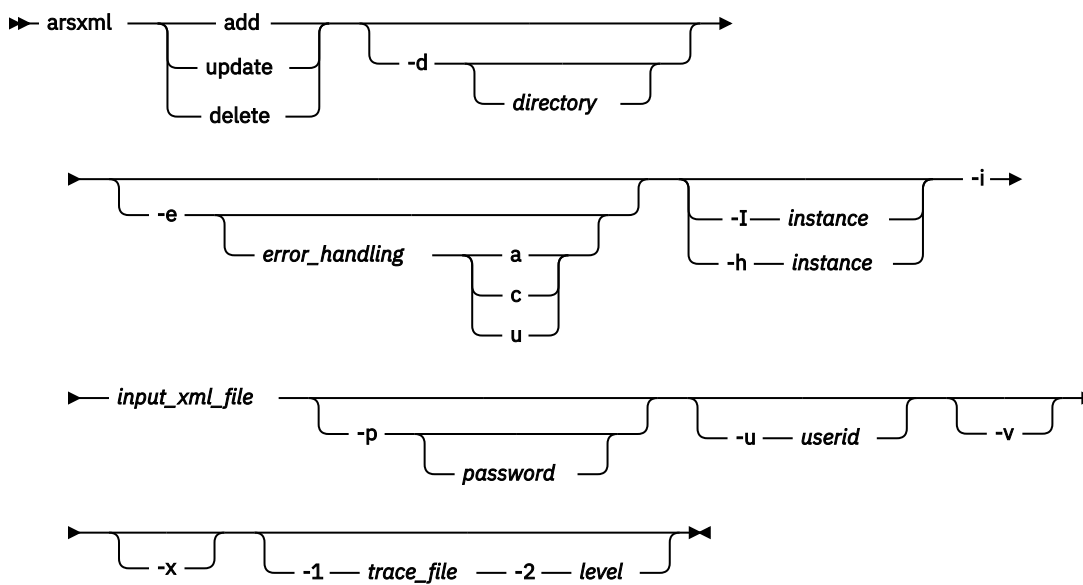 arsxml add -d
update directory
delete
-e -I instance -i
error_handling a -h instance
c
u
input_xml_file -p -u userid -v
password
-x -1 trace_file -2 level